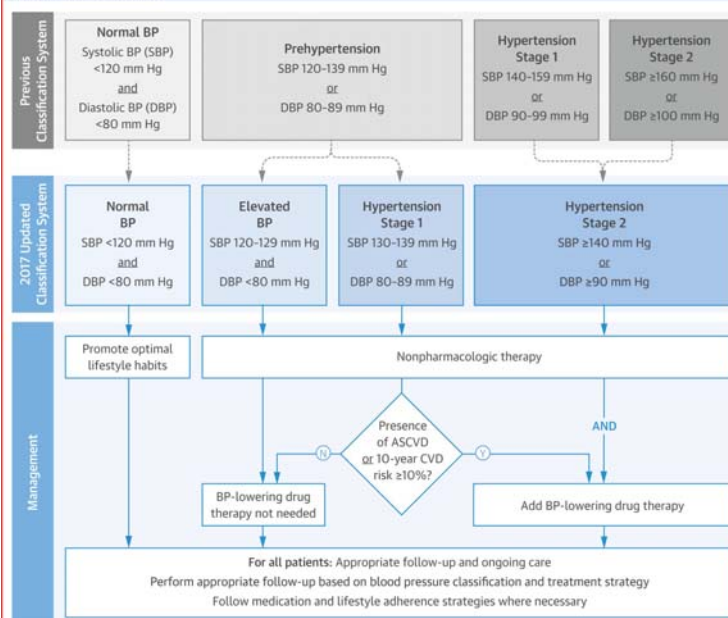 Previous
Classification System
Normal BP
Systolic BP (SBP)
<120 mm Hg
and
Diastolic BP (DBP)
<80 mm Hg
Prehypertension
SBP 120-139 mm Hg
or
DBP 80-89 mm Hg
Hypertension
Stage 1
SBP 140-159 mm Hg
or
DBP 90-99 mm Hg
Hypertension
Stage 2
SBP ≥160 mm Hg
or
DBP ≥100 mm Hg
2017 Updated
Classification System
Normal
BP
SBP <120 mm Hg
and
DBP <80 mm Hg
Elevated
BP
SBP 120-129 mm Hg
and
DBP <80 mm Hg
Hypertension
Stage 1
SBP 130-139 mm Hg
or
DBP 80-89 mm Hg
Hypertension
Stage 2
SBP ≥140 mm Hg
or
DBP ≥90 mm Hg
Management
Promote optimal
lifestyle habits
Nonpharmacologic therapy
Presence
of ASCVD
or 10-year CVD
risk ≥10%?
N
Y
AND
BP-lowering drug
therapy not needed
Add BP-lowering drug therapy
For all patients: Appropriate follow-up and ongoing care
Perform appropriate follow-up based on blood pressure classification and treatment strategy
Follow medication and lifestyle adherence strategies where necessary